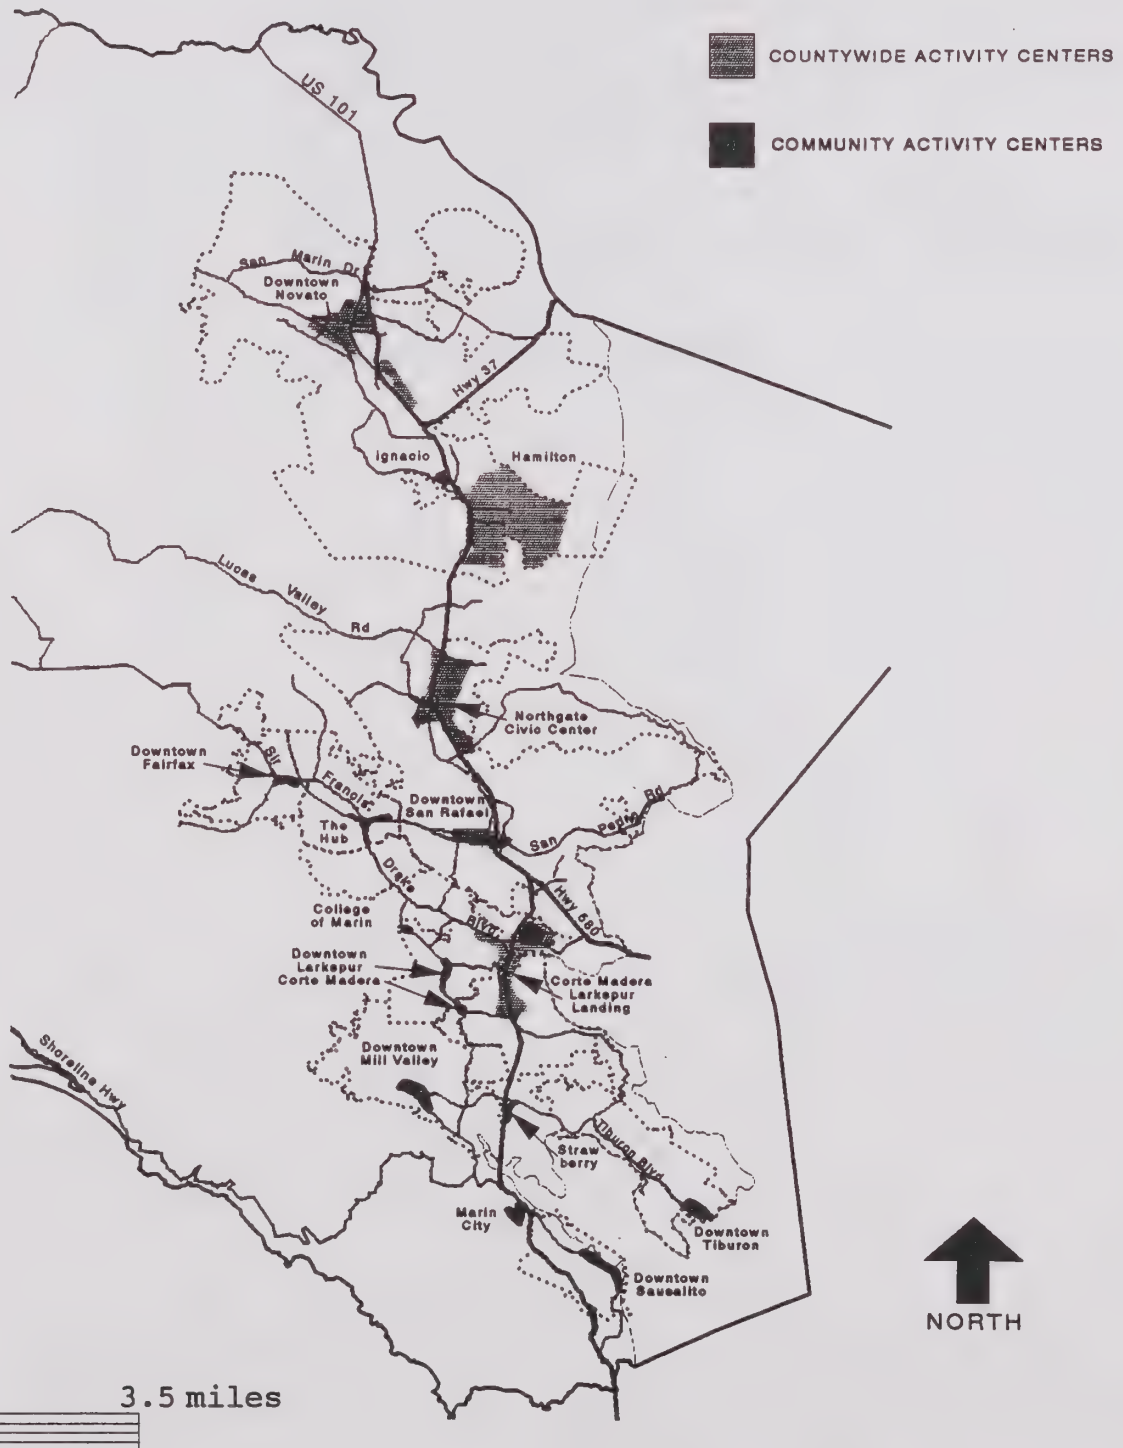 COUNTYWIDE ACTIVITY CENTERS
COMMUNITY ACTIVITY CENTERS
US 101
San Marin Dr
Downtown
Novato
Hwy 37
Ignacio
Hamilton
Lucas Valley Rd
Northgate
Civic Center
Downtown
Fairfax
Sir Francis Drake Blvd
Downtown
San Rafael
The
Hub
San Pedro Rd
College
of Marin
Hwy 580
Downtown
Larkspur
Corte Madera
Corte Madera
Larkspur
Landing
Downtown
Mill Valley
Shoreline Hwy
Straw
berry
Tiburon Blvd
Marin
City
Downtown
Tiburon
Downtown
Sausalito
NORTH
3.5 miles